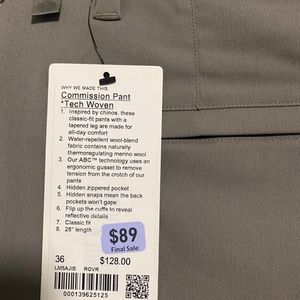 WHY WE MADE THIS
Commission Pant
*Tech Woven
1. Inspired by chinos, these
classic-fit pants with a
tapered leg are made for
all-day comfort
2. Water-repellent wool-blend
fabric contains naturally
thermoregulating merino wool
3. Our ABC™ technology uses an
ergonomic gusset to remove
tension from the crotch of our
pants
4. Hidden zippered pocket
5. Hidden snaps mean the back
pockets won't gape
6. Flip up the cuffs to reveal
reflective details
7. Classic fit
8. 28" length
$89
Final Sale
36 $128.00
LM5AJIS ROVR
000139625125